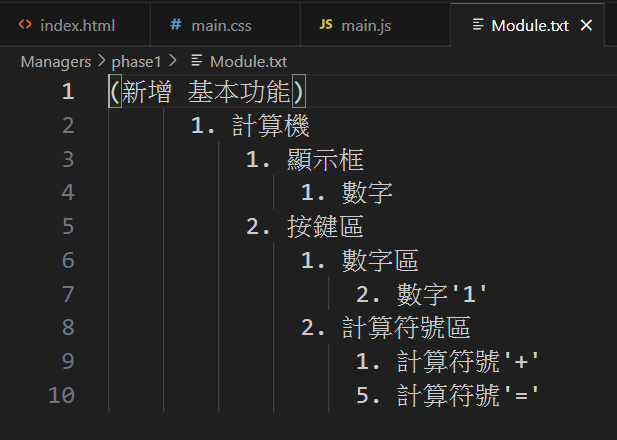 index.html main.css main.js Module.txt
Managers > phase1 > Module.txt
1 (新增 基本功能)
2 1. 計算機
3 1. 顯示框
4 1. 數字
5 2. 按鍵區
6 1. 數字區
7 2. 數字'1'
8 2. 計算符號區
9 1. 計算符號'+'
10 5. 計算符號'='